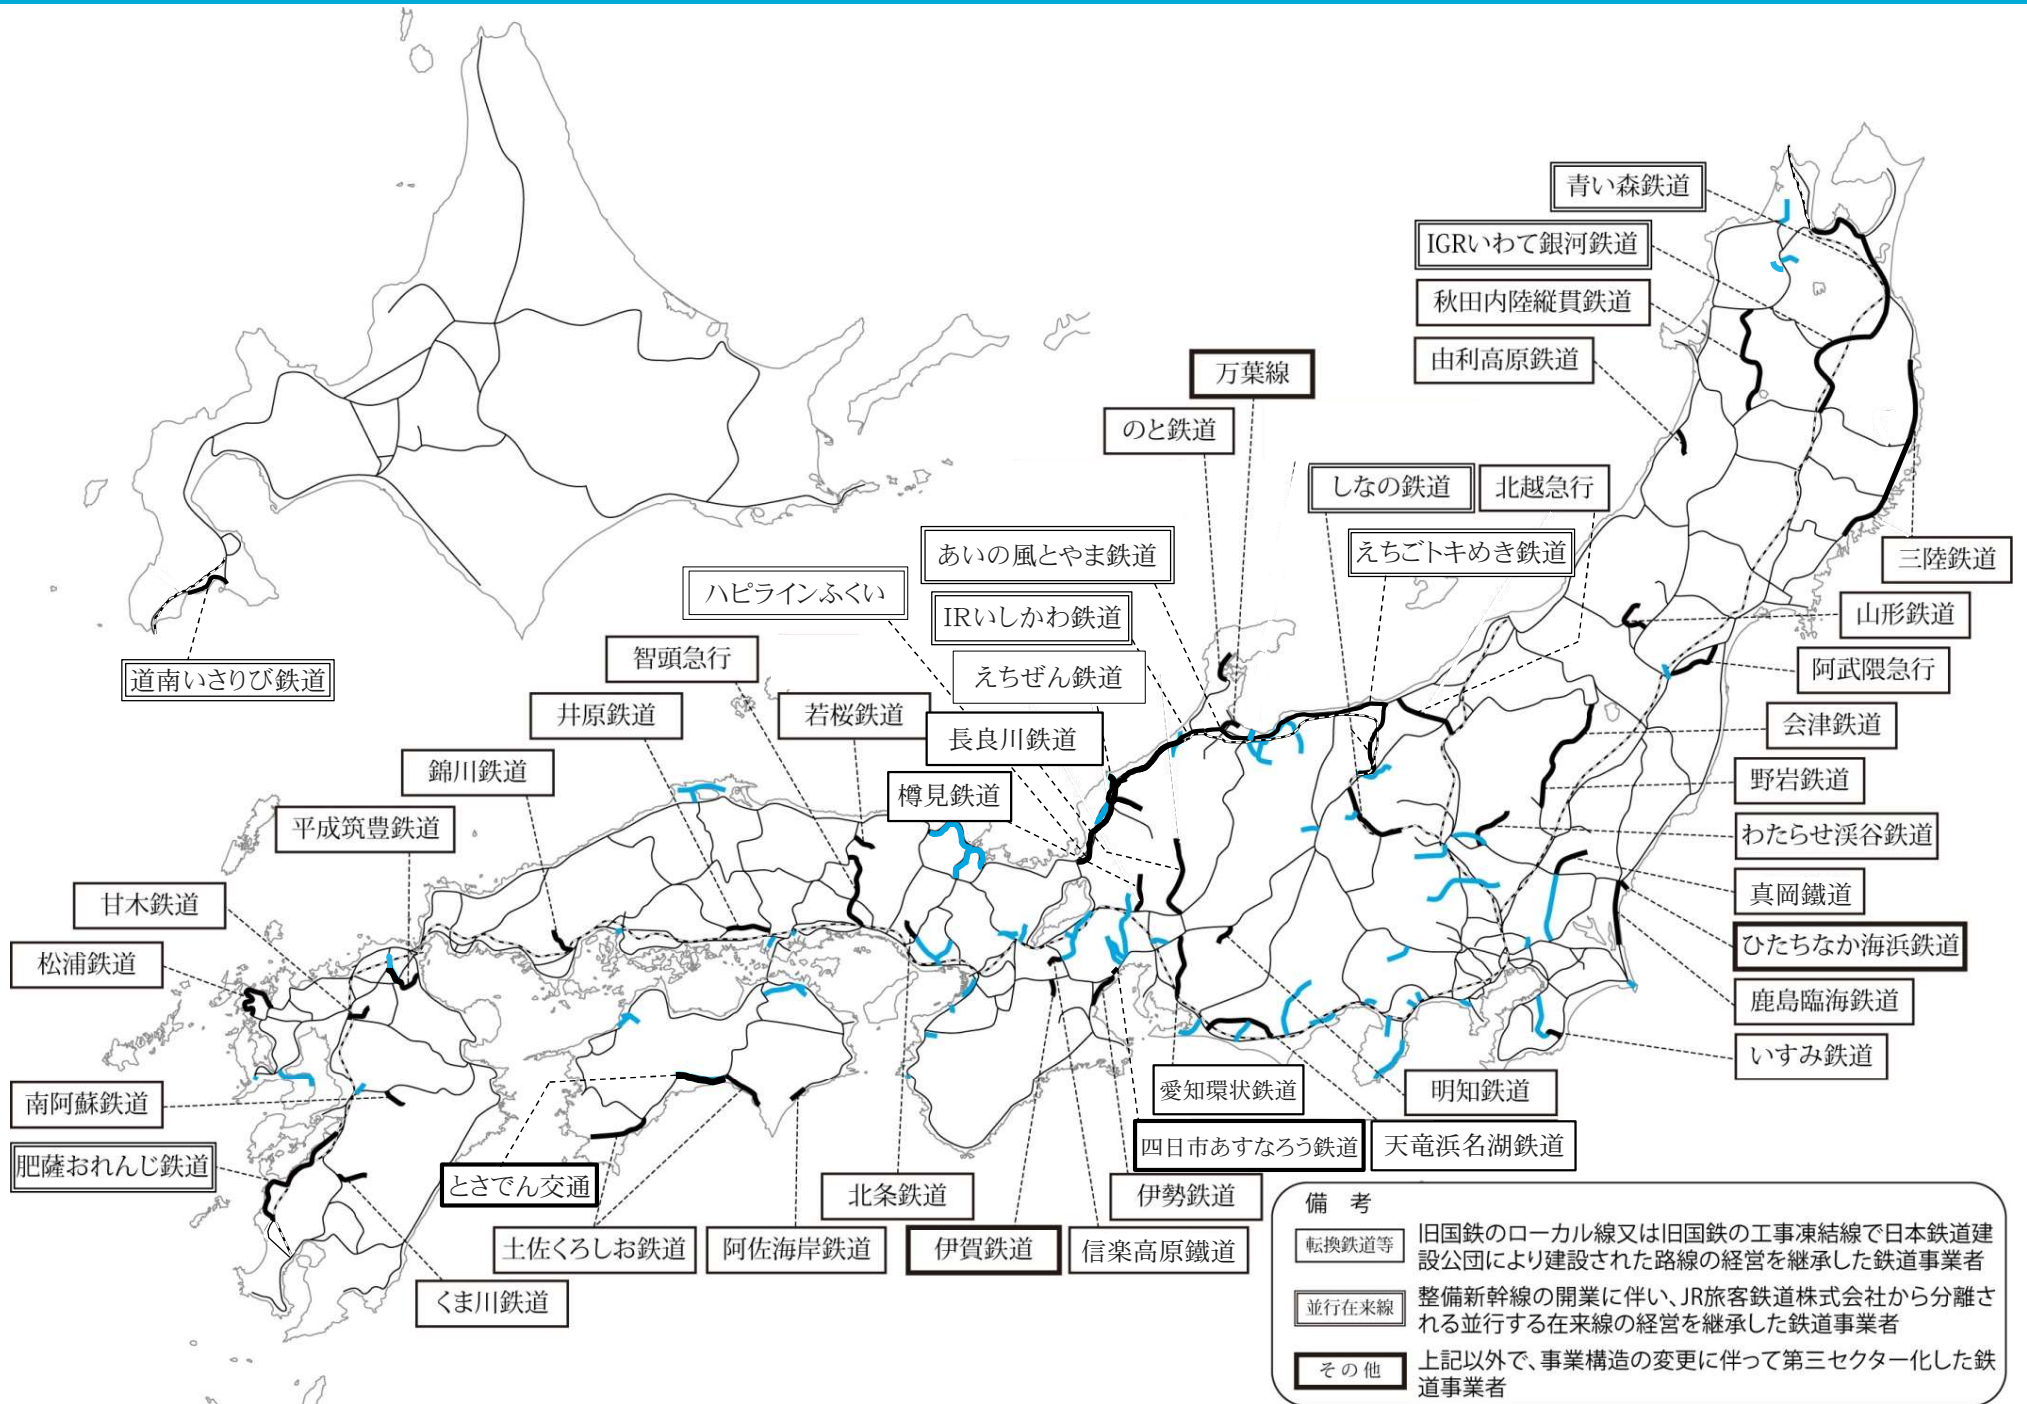 青い森鉄道
IGRいわて銀河鉄道
秋田内陸縦貫鉄道
由利高原鉄道
万葉線
のと鉄道
しなの鉄道
北越急行
あいの風とやま鉄道
えちごトキめき鉄道
三陸鉄道
ハピラインふくい
IRいしかわ鉄道
山形鉄道
智頭急行
えちぜん鉄道
阿武隈急行
道南いさりび鉄道
井原鉄道
若桜鉄道
長良川鉄道
会津鉄道
錦川鉄道
樽見鉄道
野岩鉄道
平成筑豊鉄道
わたらせ渓谷鉄道
甘木鉄道
真岡鐵道
松浦鉄道
ひたちなか海浜鉄道
鹿島臨海鉄道
いすみ鉄道
南阿蘇鉄道
愛知環状鉄道
明知鉄道
肥薩おれんじ鉄道
とさでん交通
四日市あすなろう鉄道
天竜浜名湖鉄道
北条鉄道
伊勢鉄道
土佐くろしお鉄道
阿佐海岸鉄道
伊賀鉄道
信楽高原鐵道
くま川鉄道
備 考
転換鉄道等
旧国鉄のローカル線又は旧国鉄の工事凍結線で日本鉄道建
設公団により建設された路線の経営を継承した鉄道事業者
並行在来線
整備新幹線の開業に伴い、JR旅客鉄道株式会社から分離さ
れる並行する在来線の経営を継承した鉄道事業者
その他
上記以外で、事業構造の変更に伴って第三セクター化した鉄
道事業者